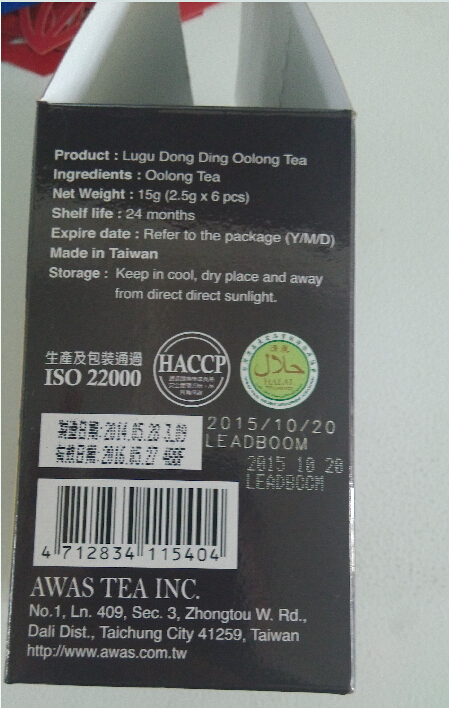 Product : Lugu Dong Ding Oolong Tea
Ingredients : Oolong Tea
Net Weight : 15g (2.5g x 6 pcs)
Shelf life : 24 months
Expire date : Refer to the package (Y/M/D)
Made in Taiwan
Storage : Keep in cool, dry place and away
from direct direct sunlight.
生產及包裝通過
ISO 22000
HACCP
حلال
HALAL
製造日期:2014.05.28 3.09
有效日期:2016.05.27 488F
2015/10/20
LEADBOOM
2015 10 20
LEADBOOM
4 712834 115404
AWAS TEA INC.
No.1, Ln. 409, Sec. 3, Zhongtou W. Rd.,
Dali Dist., Taichung City 41259, Taiwan
http://www.awas.com.tw